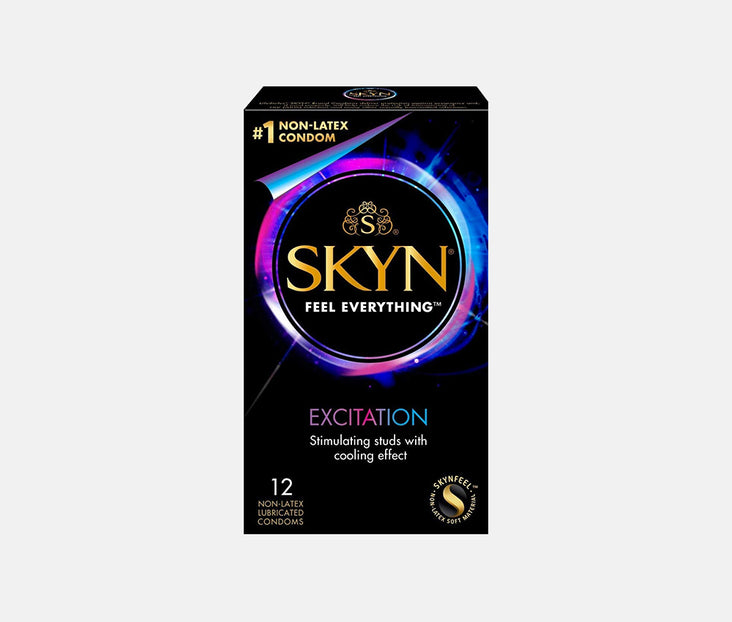 #1 NON-LATEX
CONDOM
S
®
SKYN®
FEEL EVERYTHING™
EXCITATION
Stimulating studs with
cooling effect
12
NON-LATEX
LUBRICATED
CONDOMS
SKYNFEEL™
NON-LATEX SOFT MATERIAL